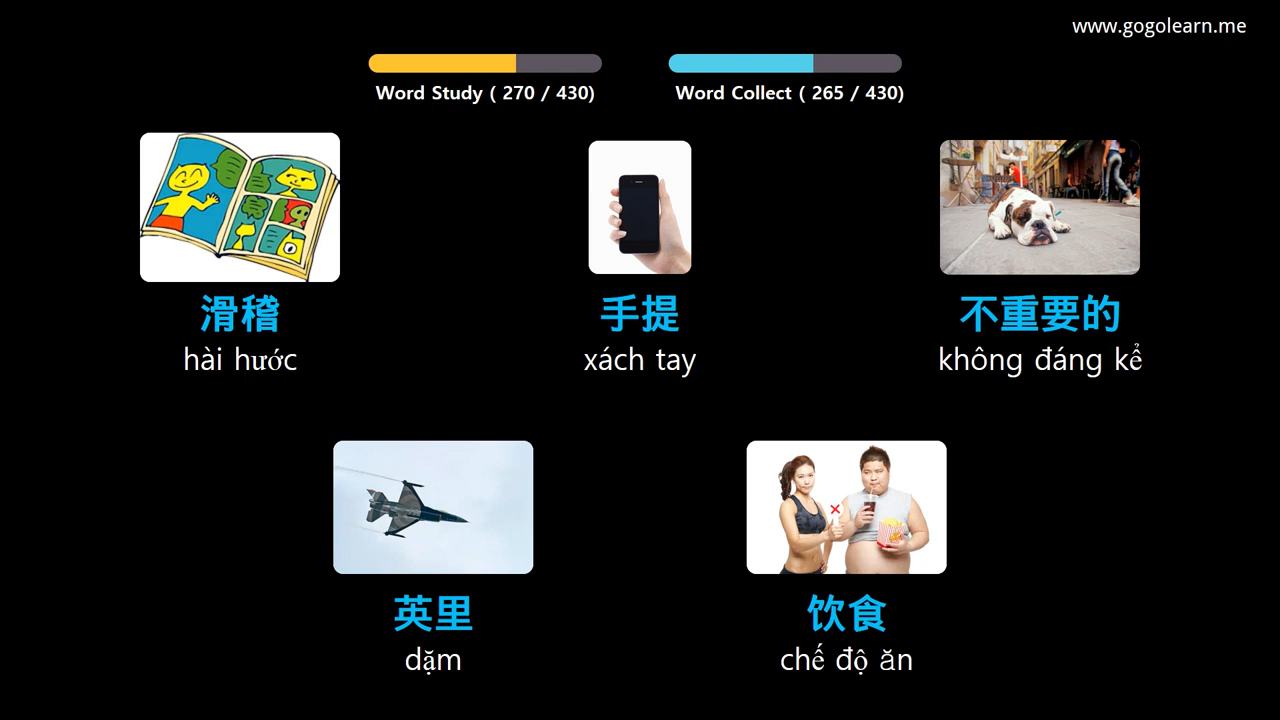 www.gogolearn.me
Word Study ( 270 / 430)
Word Collect ( 265 / 430)
滑稽
hài hước
手提
xách tay
不重要的
không đáng kể
英里
dặm
饮食
chế độ ăn